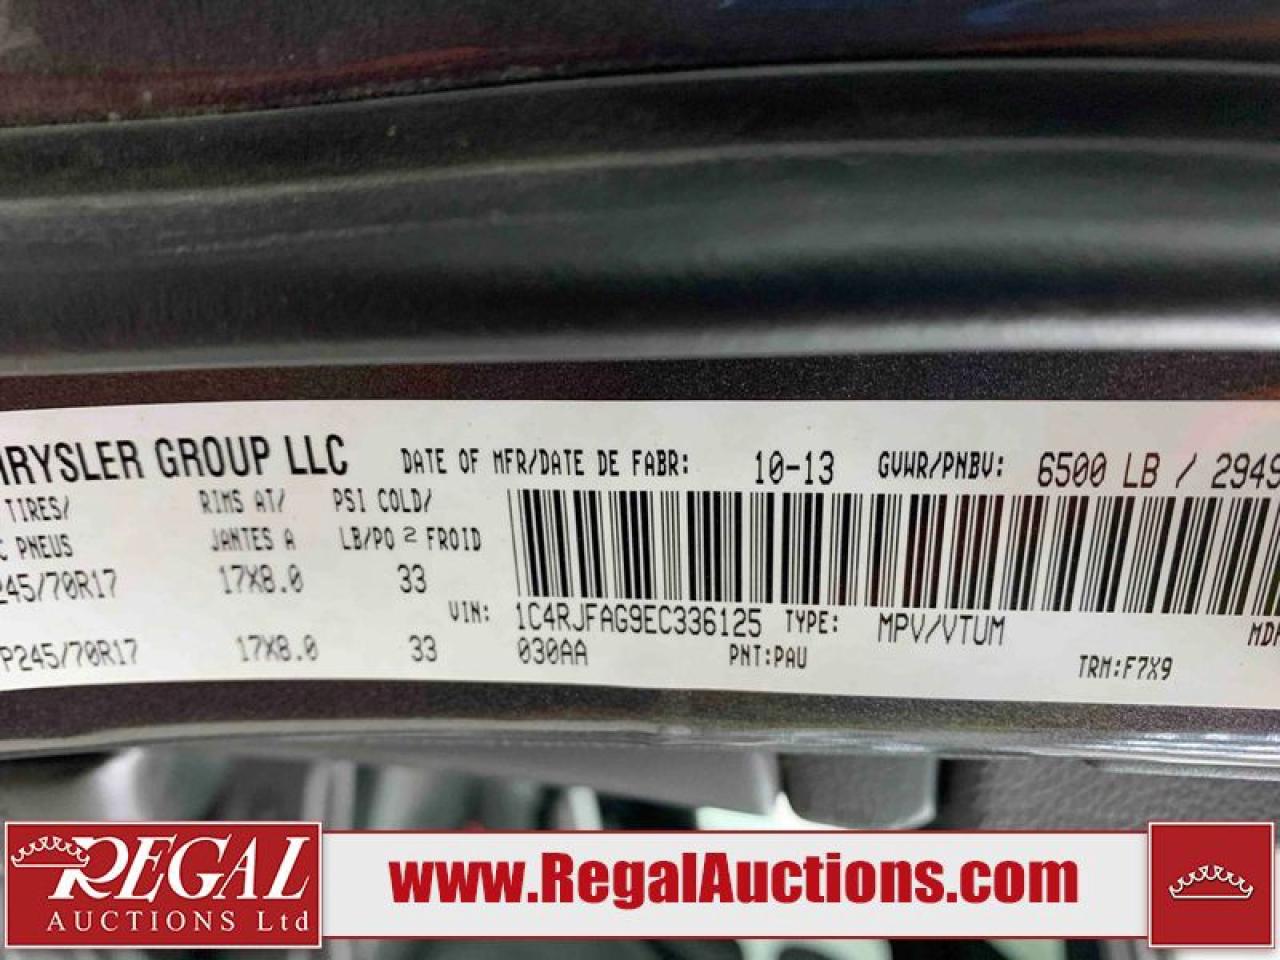 HRYSLER GROUP LLC DATE OF MFR/DATE DE FABR: 10-13 GVWR/PNBV: 6500 LB / 2949
TIRES/ RIMS AT/ PSI COLD/
PNEUS JANTES A LB/PO 2 FROID
245/70R17 17X8.0 33
VIN: 1C4RJFAG9EC336125 TYPE: MPV/VTUM
P245/70R17 17X8.0 33 030AA PNT:PAU TRM:F7X9
REGAL
AUCTIONS Ltd
www.RegalAuctions.com